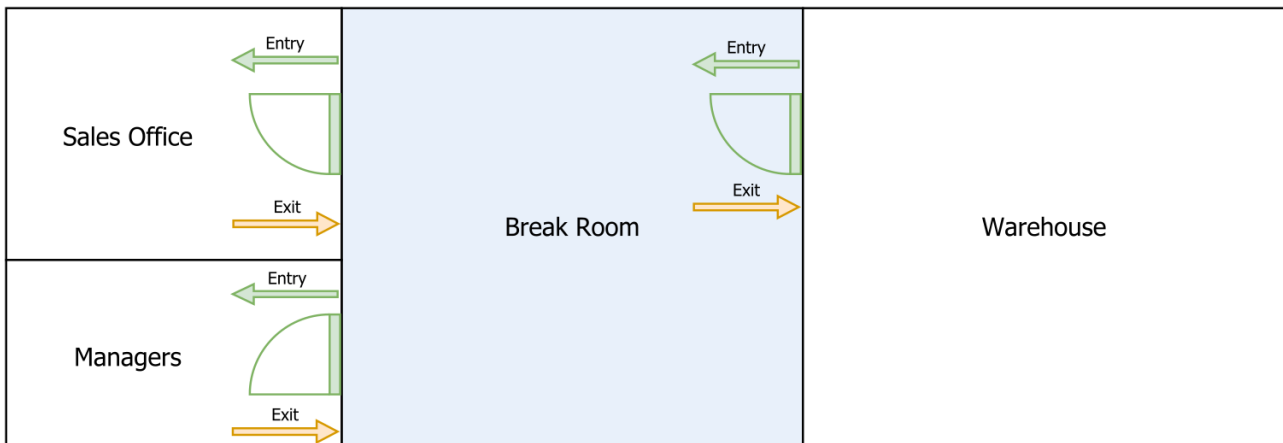 Entry
Entry
Sales Office
Exit
Exit
Break Room
Warehouse
Entry
Managers
Exit